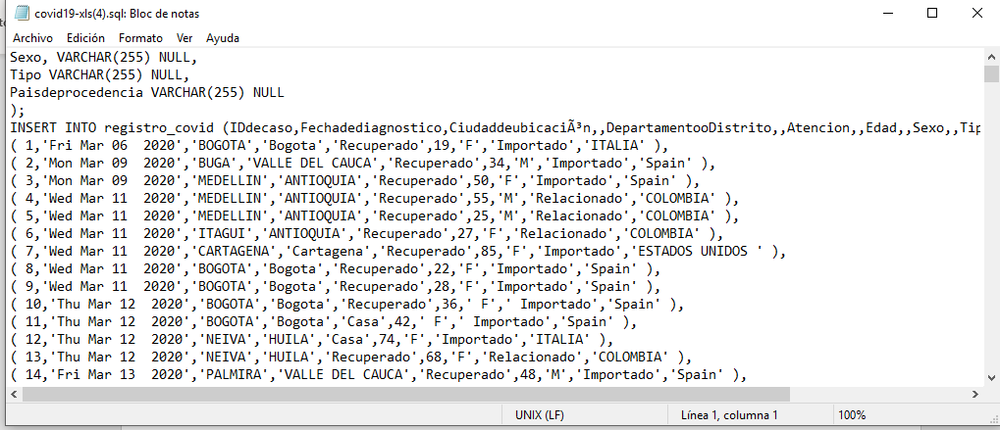 covid19-xls(4).sql: Bloc de notas
Archivo Edición Formato Ver Ayuda
Sexo, VARCHAR(255) NULL,
Tipo VARCHAR(255) NULL,
Paisdeprocedencia VARCHAR(255) NULL
);
INSERT INTO registro_covid (IDdecaso,Fechadediagnostico,CiudaddeubicaciÃ³n,,DepartamentooDistrito,,Atencion,,Edad,,Sexo,,Tip
( 1,'Fri Mar 06  2020','BOGOTA','Bogota','Recuperado',19,'F','Importado','ITALIA' ),
( 2,'Mon Mar 09  2020','BUGA','VALLE DEL CAUCA','Recuperado',34,'M','Importado','Spain' ),
( 3,'Mon Mar 09  2020','MEDELLIN','ANTIOQUIA','Recuperado',50,'F','Importado','Spain' ),
( 4,'Wed Mar 11  2020','MEDELLIN','ANTIOQUIA','Recuperado',55,'M','Relacionado','COLOMBIA' ),
( 5,'Wed Mar 11  2020','MEDELLIN','ANTIOQUIA','Recuperado',25,'M','Relacionado','COLOMBIA' ),
( 6,'Wed Mar 11  2020','ITAGUI','ANTIOQUIA','Recuperado',27,'F','Relacionado','COLOMBIA' ),
( 7,'Wed Mar 11  2020','CARTAGENA','Cartagena','Recuperado',85,'F','Importado','ESTADOS UNIDOS ' ),
( 8,'Wed Mar 11  2020','BOGOTA','Bogota','Recuperado',22,'F','Importado','Spain' ),
( 9,'Wed Mar 11  2020','BOGOTA','Bogota','Recuperado',28,'F','Importado','Spain' ),
( 10,'Thu Mar 12  2020','BOGOTA','Bogota','Recuperado',36,' F',' Importado','Spain' ),
( 11,'Thu Mar 12  2020','BOGOTA','Bogota','Casa',42,' F',' Importado','Spain' ),
( 12,'Thu Mar 12  2020','NEIVA','HUILA','Casa',74,'F','Importado','ITALIA' ),
( 13,'Thu Mar 12  2020','NEIVA','HUILA','Recuperado',68,'F','Relacionado','COLOMBIA' ),
( 14,'Fri Mar 13  2020','PALMIRA','VALLE DEL CAUCA','Recuperado',48,'M','Importado','Spain' ),
UNIX (LF) Línea 1, columna 1 100%